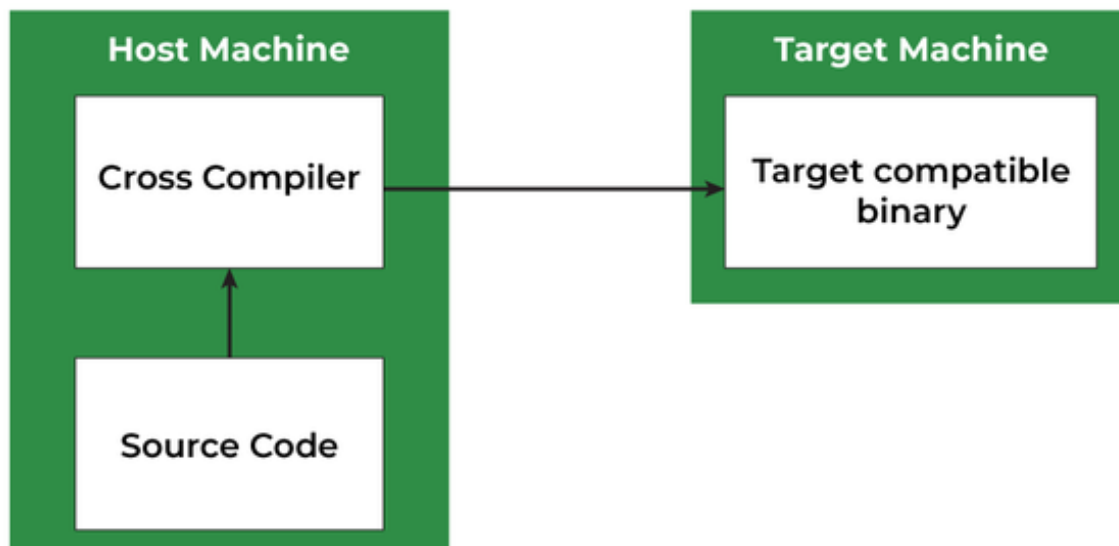 Host Machine
Cross Compiler
Source Code
Target Machine
Target compatible
binary